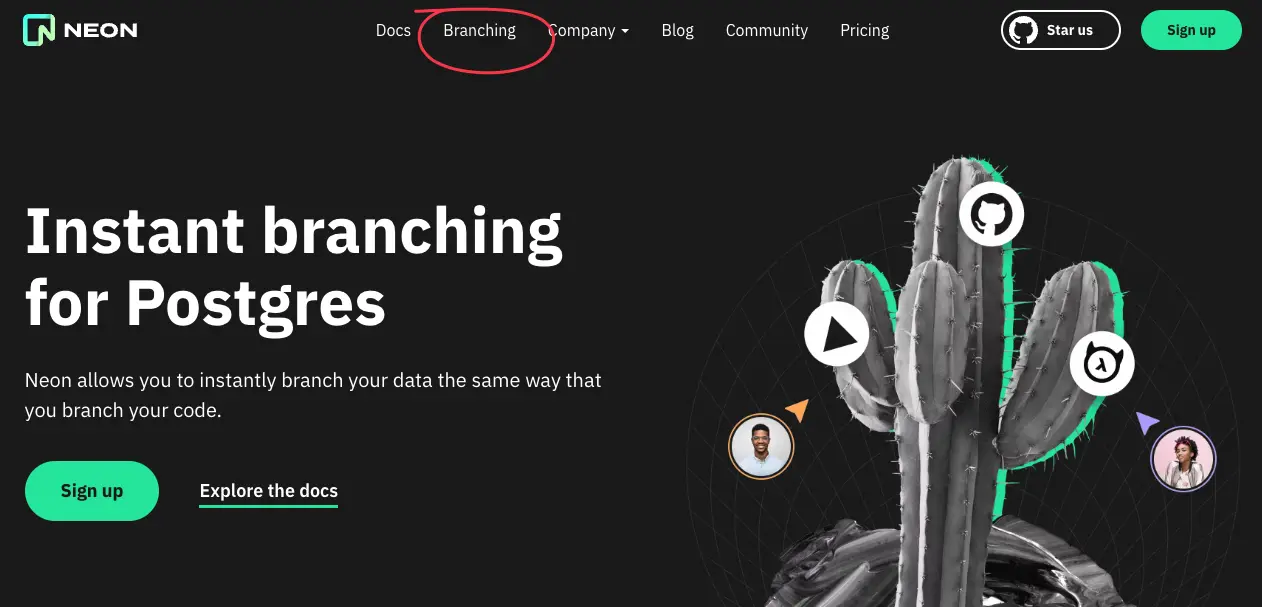 NEON
Docs Branching Company Blog Community Pricing
Star us
Sign up
Instant branching
for Postgres
Neon allows you to instantly branch your data the same way that
you branch your code.
Sign up
Explore the docs